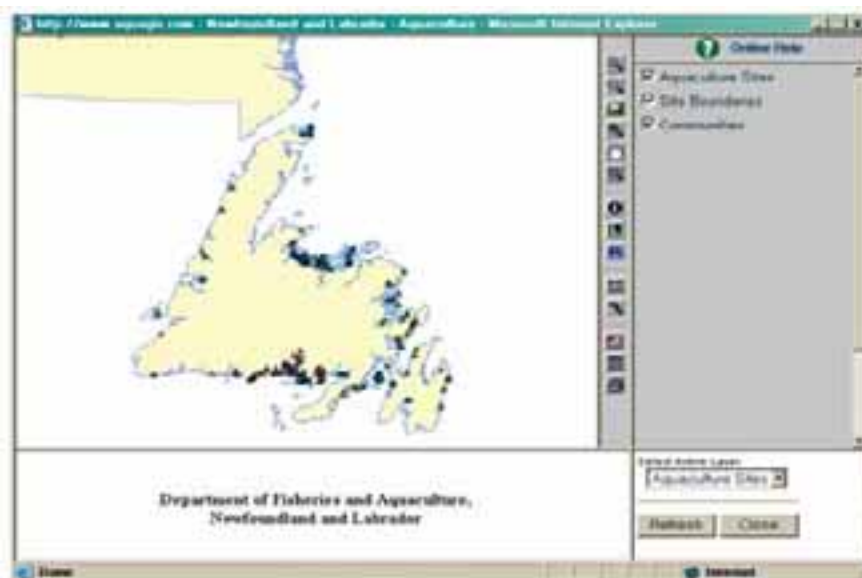 http://www.aquagis.com - Newfoundland and Labrador - Aquaculture - Microsoft Internet Explorer
Online Help
Aquaculture Sites
Site Boundaries
Communities
Select Active Layer
Aquaculture Sites
Refresh Close
Department of Fisheries and Aquaculture,
Newfoundland and Labrador
Done Internet